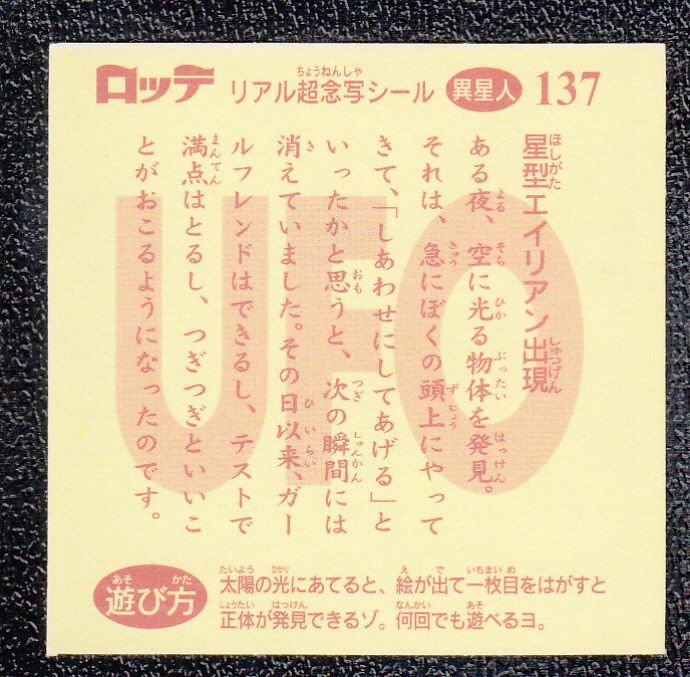 ロッテ リアル超念写シール 異星人 137
星型エイリアン出現
ある夜、空に光る物体を発見。
それは、急にぼくの頭上にやって
きて、「しあわせにしてあげる」と
いったかと思うと、次の瞬間には
消えていました。その日以来、ガー
ルフレンドはできるし、テストで
満点はとるし、つぎつぎといいこ
とがおこるようになったのです。
UFO
遊び方 太陽の光にあてると、絵が出て一枚目をはがすと
正体が発見できるゾ。何回でも遊べるヨ。